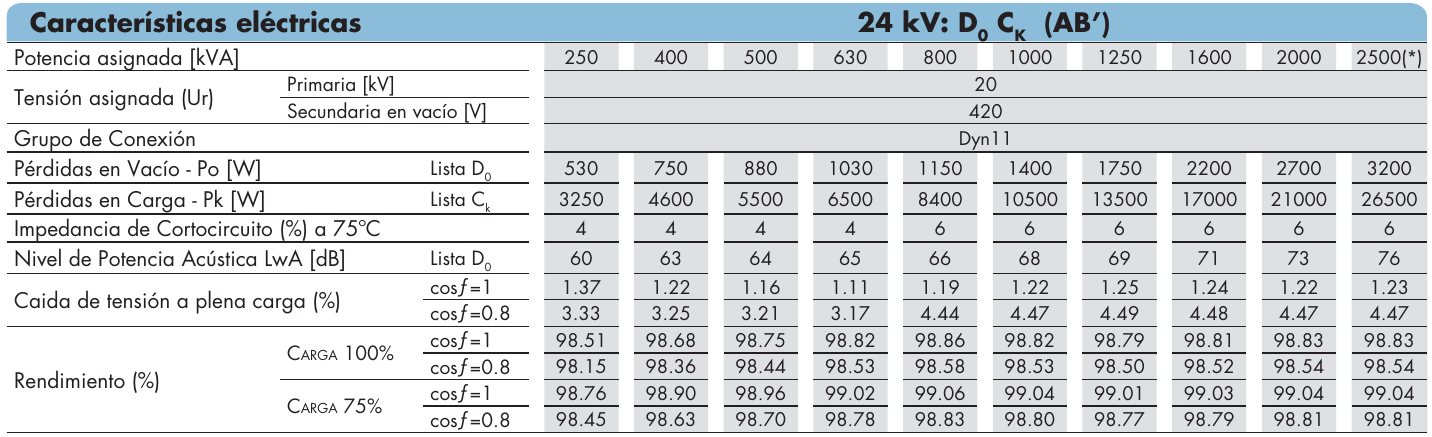 Características eléctricas 24 kV: D0 CK (AB’)
Potencia asignada [kVA] 250 400 500 630 800 1000 1250 1600 2000 2500(*)
Tensión asignada (Ur) Primaria [kV] 20
Secundaria en vacío [V] 420
Grupo de Conexión Dyn11
Pérdidas en Vacío - Po [W] Lista D0 530 750 880 1030 1150 1400 1750 2200 2700 3200
Pérdidas en Carga - Pk [W] Lista Ck 3250 4600 5500 6500 8400 10500 13500 17000 21000 26500
Impedancia de Cortocircuito (%) a 75ºC 4 4 4 4 6 6 6 6 6 6
Nivel de Potencia Acústica LwA [dB] Lista D0 60 63 64 65 66 68 69 71 73 76
Caida de tensión a plena carga (%) cosƒ=1 1.37 1.22 1.16 1.11 1.19 1.22 1.25 1.24 1.22 1.23
cosƒ=0.8 3.33 3.25 3.21 3.17 4.44 4.47 4.49 4.48 4.47 4.47
Rendimiento (%) CARGA 100% cosƒ=1 98.51 98.68 98.75 98.82 98.86 98.82 98.79 98.81 98.83 98.83
cosƒ=0.8 98.15 98.36 98.44 98.53 98.58 98.53 98.50 98.52 98.54 98.54
CARGA 75% cosƒ=1 98.76 98.90 98.96 99.02 99.06 99.04 99.01 99.03 99.04 99.04
cosƒ=0.8 98.45 98.63 98.70 98.78 98.83 98.80 98.77 98.79 98.81 98.81